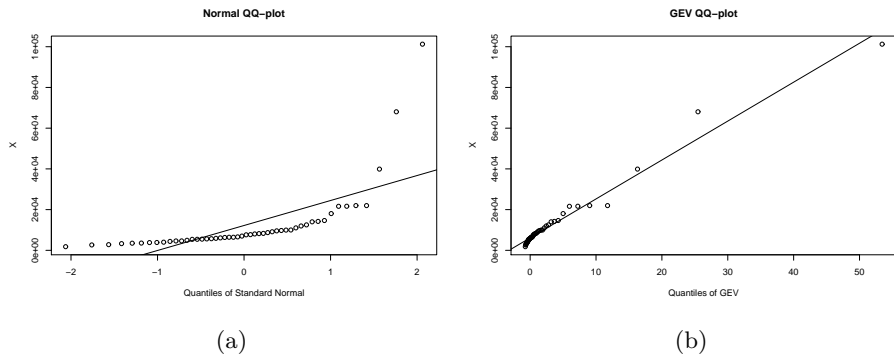 Normal QQ−plot
X
0e+00 2e+04 4e+04 6e+04 8e+04 1e+05
−2 −1 0 1 2
Quantiles of Standard Normal
(a)
GEV QQ−plot
X
0e+00 2e+04 4e+04 6e+04 8e+04 1e+05
0 10 20 30 40 50
Quantiles of GEV
(b)